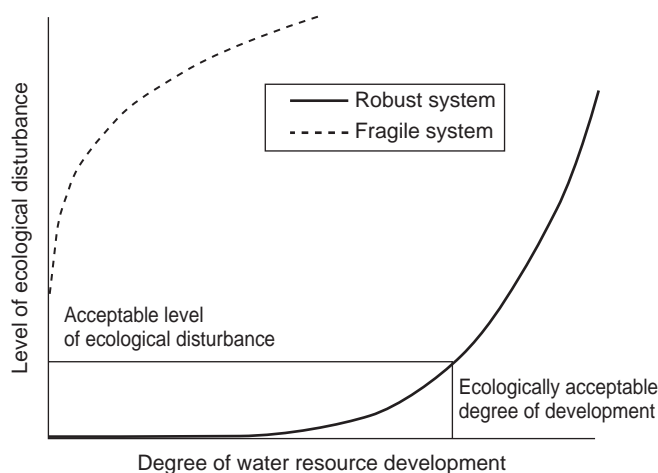 Level of ecological disturbance
Robust system
Fragile system
Acceptable level
of ecological disturbance
Ecologically acceptable
degree of development
Degree of water resource development